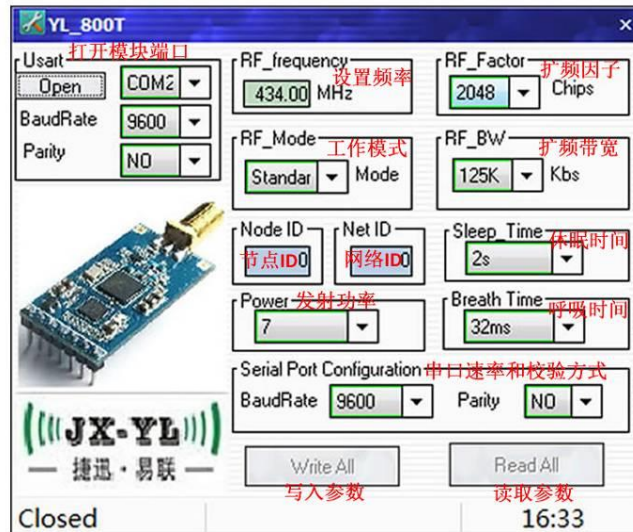 YL_800T
Usart
打开模块端口
Open
COM2
BaudRate
9600
Parity
NO
RF_frequency
设置频率
434.00 MHz
RF_Factor
扩频因子
2048
Chips
RF_Mode
工作模式
Standar
Mode
RF_BW
扩频带宽
125K
Kbs
Node ID
节点ID0
Net ID
网络ID0
Sleep_Time
休眠时间
2s
Power
发射功率
7
Breath Time
呼吸时间
32ms
Serial Port Configuration
串口速率和校验方式
BaudRate
9600
Parity
NO
JX-YL
捷迅·易联
Write All
写入参数
Read All
读取参数
Closed
16:33